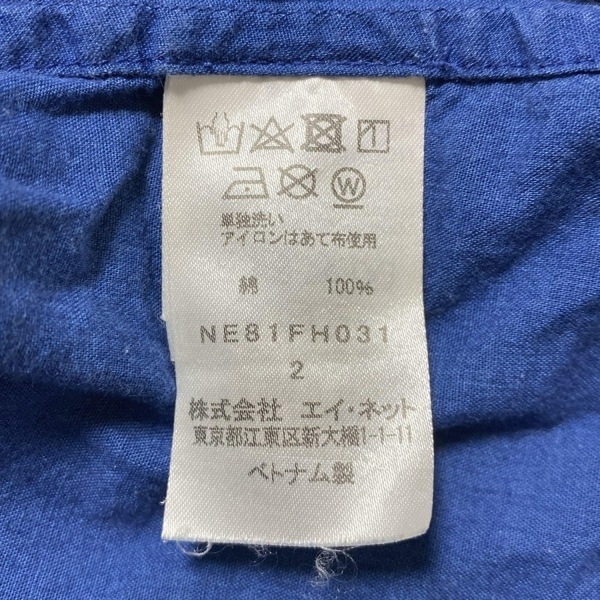 W
単独洗い
アイロンはあて布使用
綿 100%
NE81FH031
2
株式会社 エイ・ネット
東京都江東区新大橋1-1-11
ベトナム製